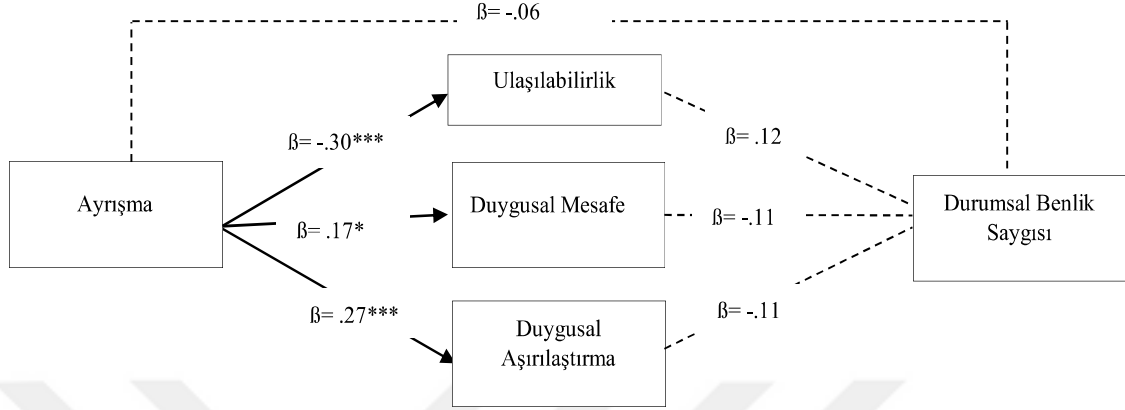 ß= -.06
Ulaşılabilirlik
ß= -.30***
ß= .12
Ayrışma
Duygusal Mesafe
Durumsal Benlik
Saygısı
ß= .17*
ß= -.11
ß= .27***
ß= -.11
Duygusal
Aşırılaştırma